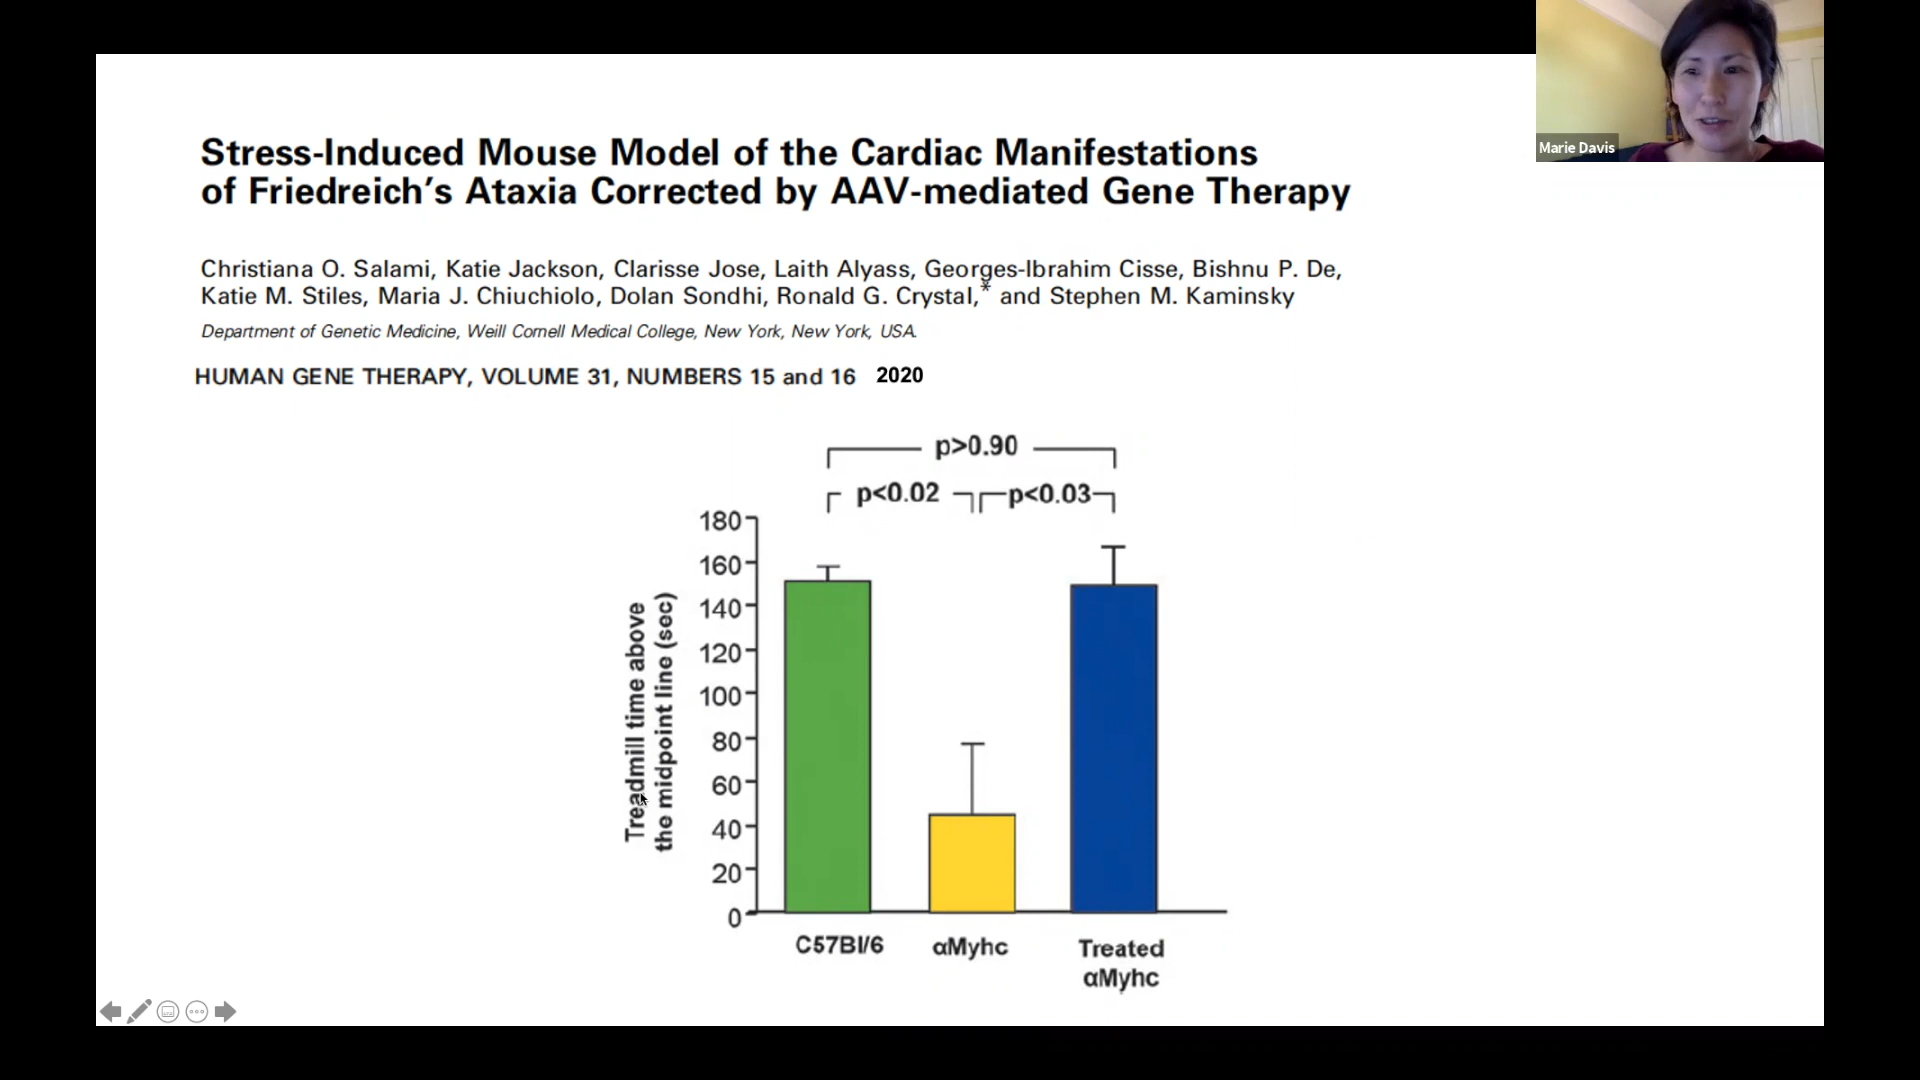 Marie Davis
Stress-Induced Mouse Model of the Cardiac Manifestations
of Friedreich's Ataxia Corrected by AAV-mediated Gene Therapy
Christiana O. Salami, Katie Jackson, Clarisse Jose, Laith Alyass, Georges-Ibrahim Cisse, Bishnu P. De,
Katie M. Stiles, Maria J. Chiuchiolo, Dolan Sondhi, Ronald G. Crystal,* and Stephen M. Kaminsky
Department of Genetic Medicine, Weill Cornell Medical College, New York, New York, USA.
HUMAN GENE THERAPY, VOLUME 31, NUMBERS 15 and 16 2020
p>0.90
p<0.02 p<0.03
Treadmill time above
the midpoint line (sec)
180
160
140
120
100
80
60
40
20
0
C57Bl/6 αMyhc Treated
αMyhc